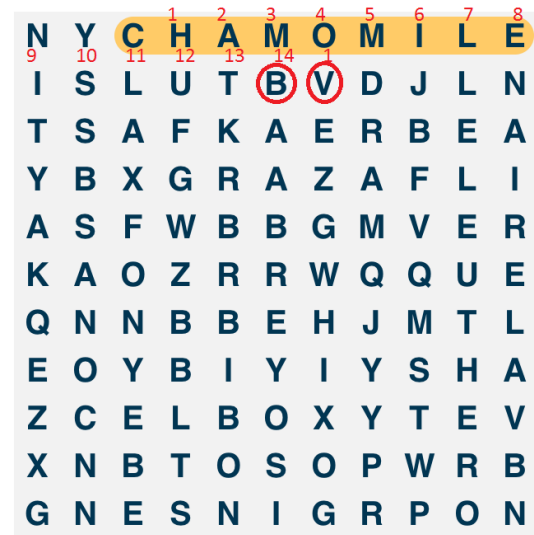 1 2 3 4 5 6 7 8
N Y C H A M O M I L E
9 10 11 12 13 14 1
I S L U T B V D J L N
T S A F K A E R B E A
Y B X G R A Z A F L I
A S F W B B G M V E R
K A O Z R R W Q Q U E
Q N N B B E H J M T L
E O Y B I Y I Y S H A
Z C E L B O X Y T E V
X N B T O S O P W R B
G N E S N I G R P O N